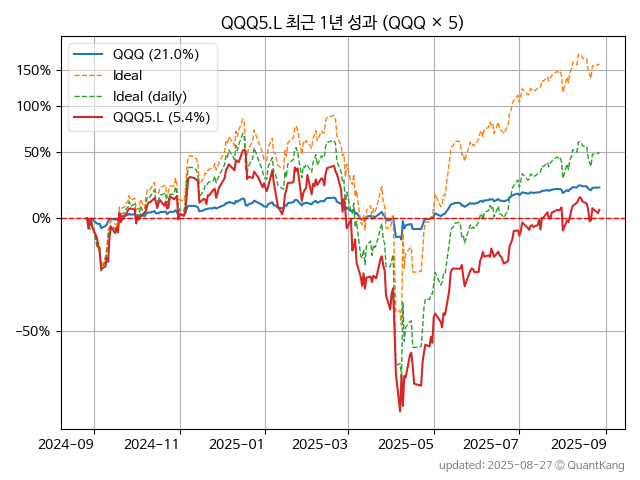 QQQ5.L 최근 1년 성과 (QQQ × 5)
QQQ (21.0%)
Ideal
Ideal (daily)
QQQ5.L (5.4%)
150%
100%
50%
0%
−50%
2024-09 2024-11 2025-01 2025-03 2025-05 2025-07 2025-09
updated: 2025-08-27 © QuantKang